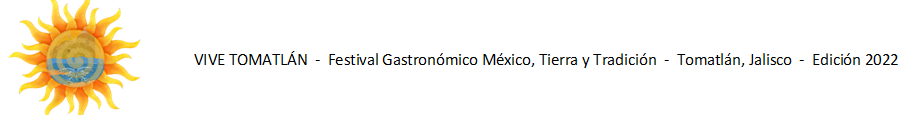 VIVE TOMATLÁN - Festival Gastronómico México, Tierra y Tradición - Tomatlán, Jalisco - Edición 2022